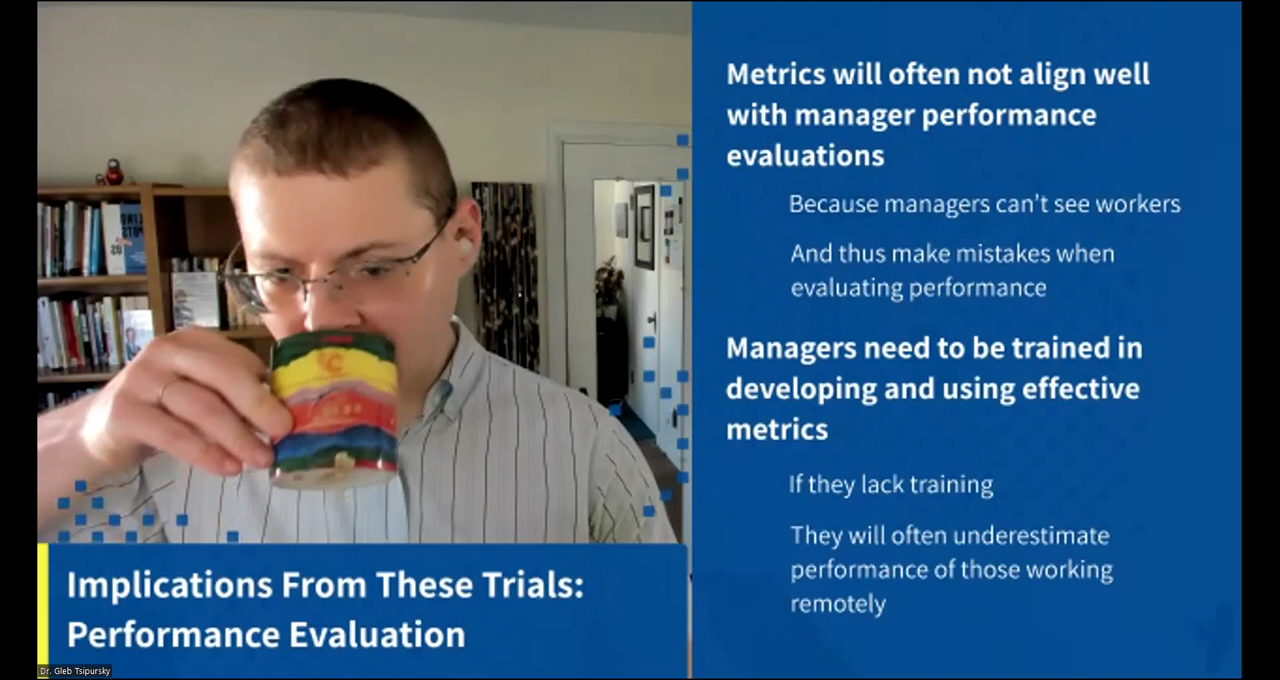 Metrics will often not align well
with manager performance
evaluations
Because managers can't see workers
And thus make mistakes when
evaluating performance
Managers need to be trained in
developing and using effective
metrics
If they lack training
They will often underestimate
performance of those working
remotely
Implications From These Trials:
Performance Evaluation
Dr. Gleb Tsipursky